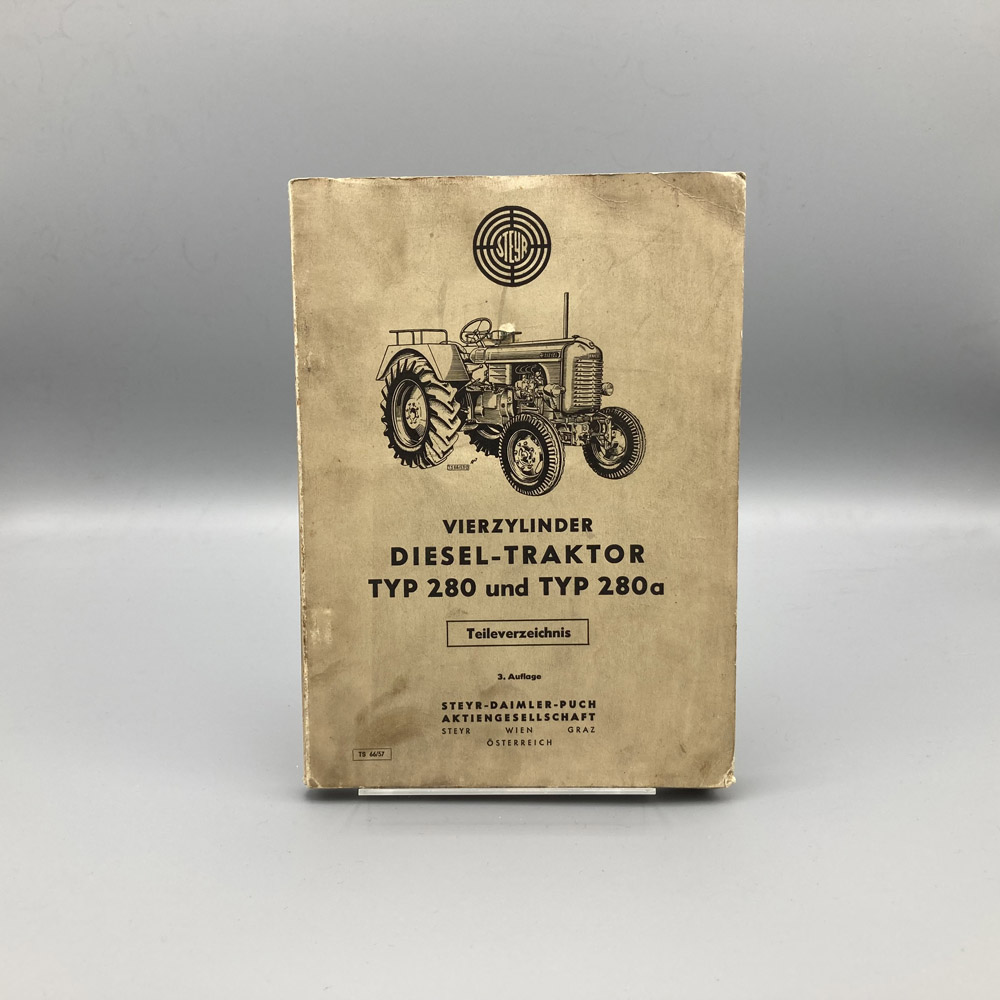 STEYR
VIERZYLINDER
DIESEL-TRAKTOR
TYP 280 und TYP 280a
Teileverzeichnis
3. Auflage
STEYR-DAIMLER-PUCH
AKTIENGESELLSCHAFT
STEYR WIEN GRAZ
ÖSTERREICH
TB 66/57